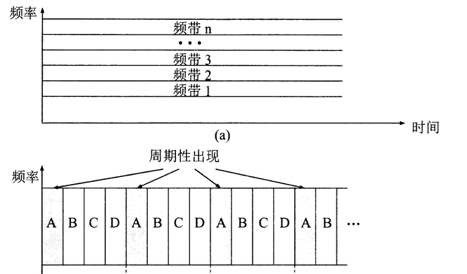 频率
频带 n
•••
频带 3
频带 2
频带 1
时间
(a)
周期性出现
频率
A B C D A B C D A B C D A B …